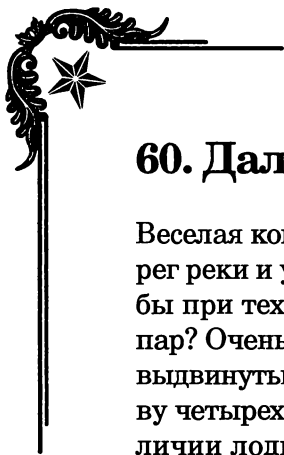 60. Дал
Веселая ко
рег реки и у
бы при тех
пар? Очень
выдвинуты
ву четырех
личии лод